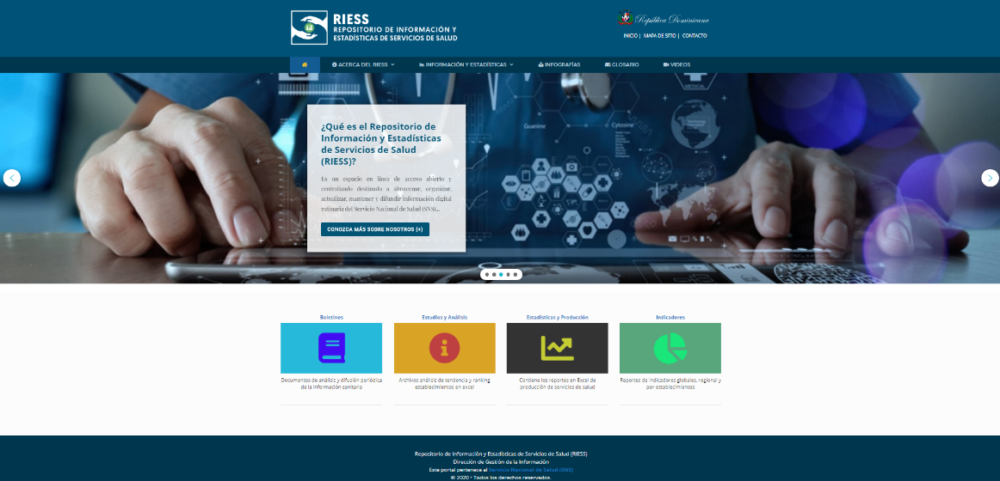 RIESS
REPOSITORIO DE INFORMACIÓN Y
ESTADÍSTICAS DE SERVICIOS DE SALUD
República Dominicana
INICIO | MAPA DE SITIO | CONTACTO
ACERCA DEL RIESS
INFORMACIÓN Y ESTADÍSTICAS
INFOGRAFÍAS
GLOSARIO
VIDEOS
MEDICAL
MEDICAL
Guanine
Cytosine
¿Qué es el Repositorio de
Información y Estadísticas
de Servicios de Salud
(RIESS)?
Es un espacio en línea de acceso abierto y
centralizado destinado a almacenar, organizar,
actualizar, mantener y difundir información digital
rutinaria del Servicio Nacional de Salud (SNS)...
CONOZCA MÁS SOBRE NOSOTROS (+)
Boletines
Estudios y Análisis
Estadísticas y Producción
Indicadores
Documentos de análisis y difusión periódica
de la información sanitaria
Archivos análisis de tendencia y ranking
establecimientos en excel
Contiene los reportes en Excel de
producción de servicios de salud
Reportes de indicadores globales, regional y
por establecimientos
Repositorio de Información y Estadísticas de Servicios de Salud (RIESS)
Dirección de Gestión de la Información
Este portal pertenece al Servicio Nacional de Salud (SNS)
© 2020 • Todos los derechos reservados.